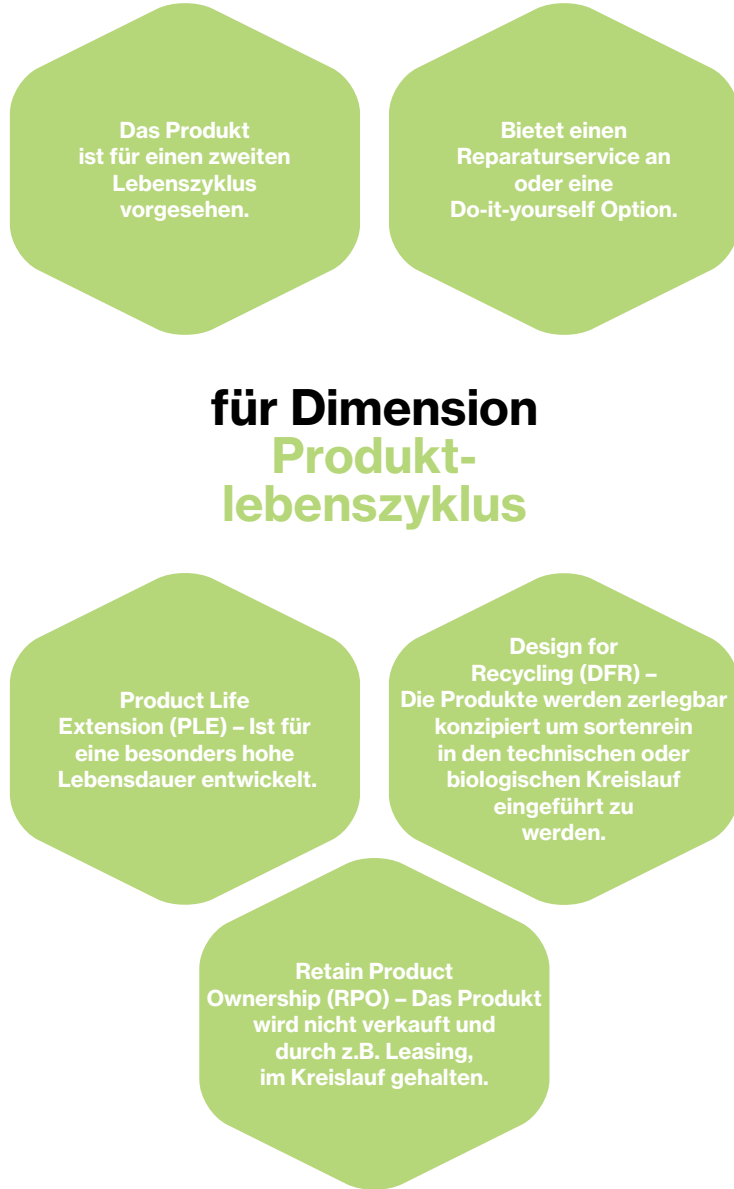 Das Produkt
ist für einen zweiten
Lebenszyklus
vorgesehen.
Bietet einen
Reparaturservice an
oder eine
Do-it-yourself Option.
für Dimension
Produkt-
lebenszyklus
Product Life
Extension (PLE) – Ist für
eine besonders hohe
Lebensdauer entwickelt.
Design for
Recycling (DFR) –
Die Produkte werden zerlegbar
konzipiert um sortenrein
in den technischen oder
biologischen Kreislauf
eingeführt zu
werden.
Retain Product
Ownership (RPO) – Das Produkt
wird nicht verkauft und
durch z.B. Leasing,
im Kreislauf gehalten.